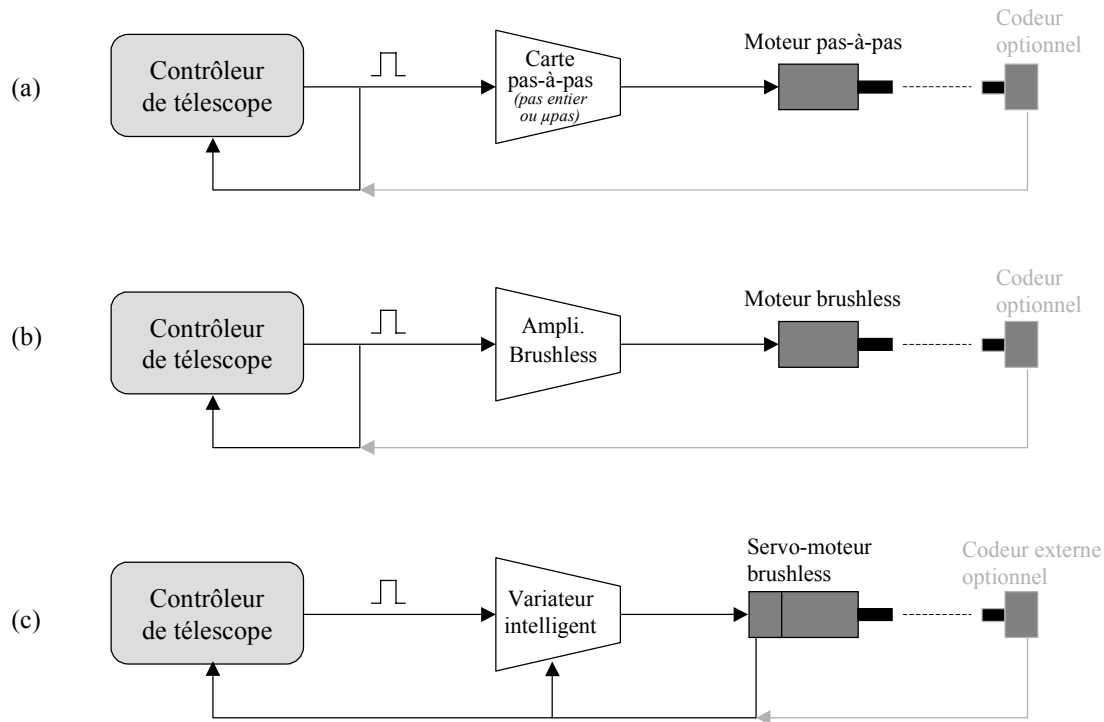 (a)
Contrôleur
de télescope
Carte
pas-à-pas
(pas entier
ou µpas)
Moteur pas-à-pas
Codeur
optionnel
(b)
Contrôleur
de télescope
Ampli.
Brushless
Moteur brushless
Codeur
optionnel
(c)
Contrôleur
de télescope
Variateur
intelligent
Servo-moteur
brushless
Codeur externe
optionnel